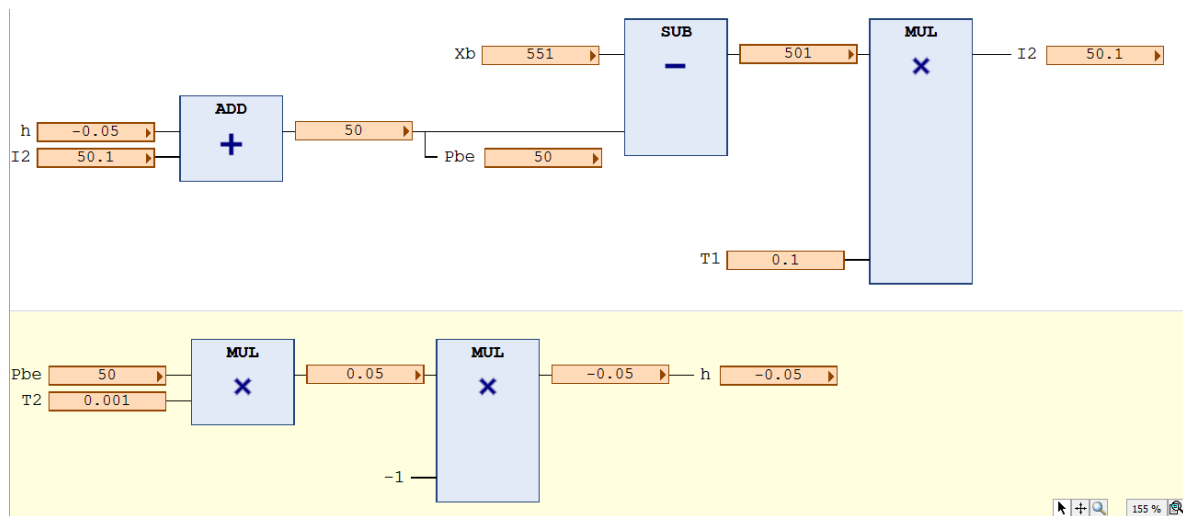 SUB
MUL
Xb 551 501 I2 50.1
ADD
h -0.05 50
I2 50.1 Pbe 50
T1 0.1
MUL MUL
Pbe 50 0.05 -0.05 h -0.05
T2 0.001
-1
155 %